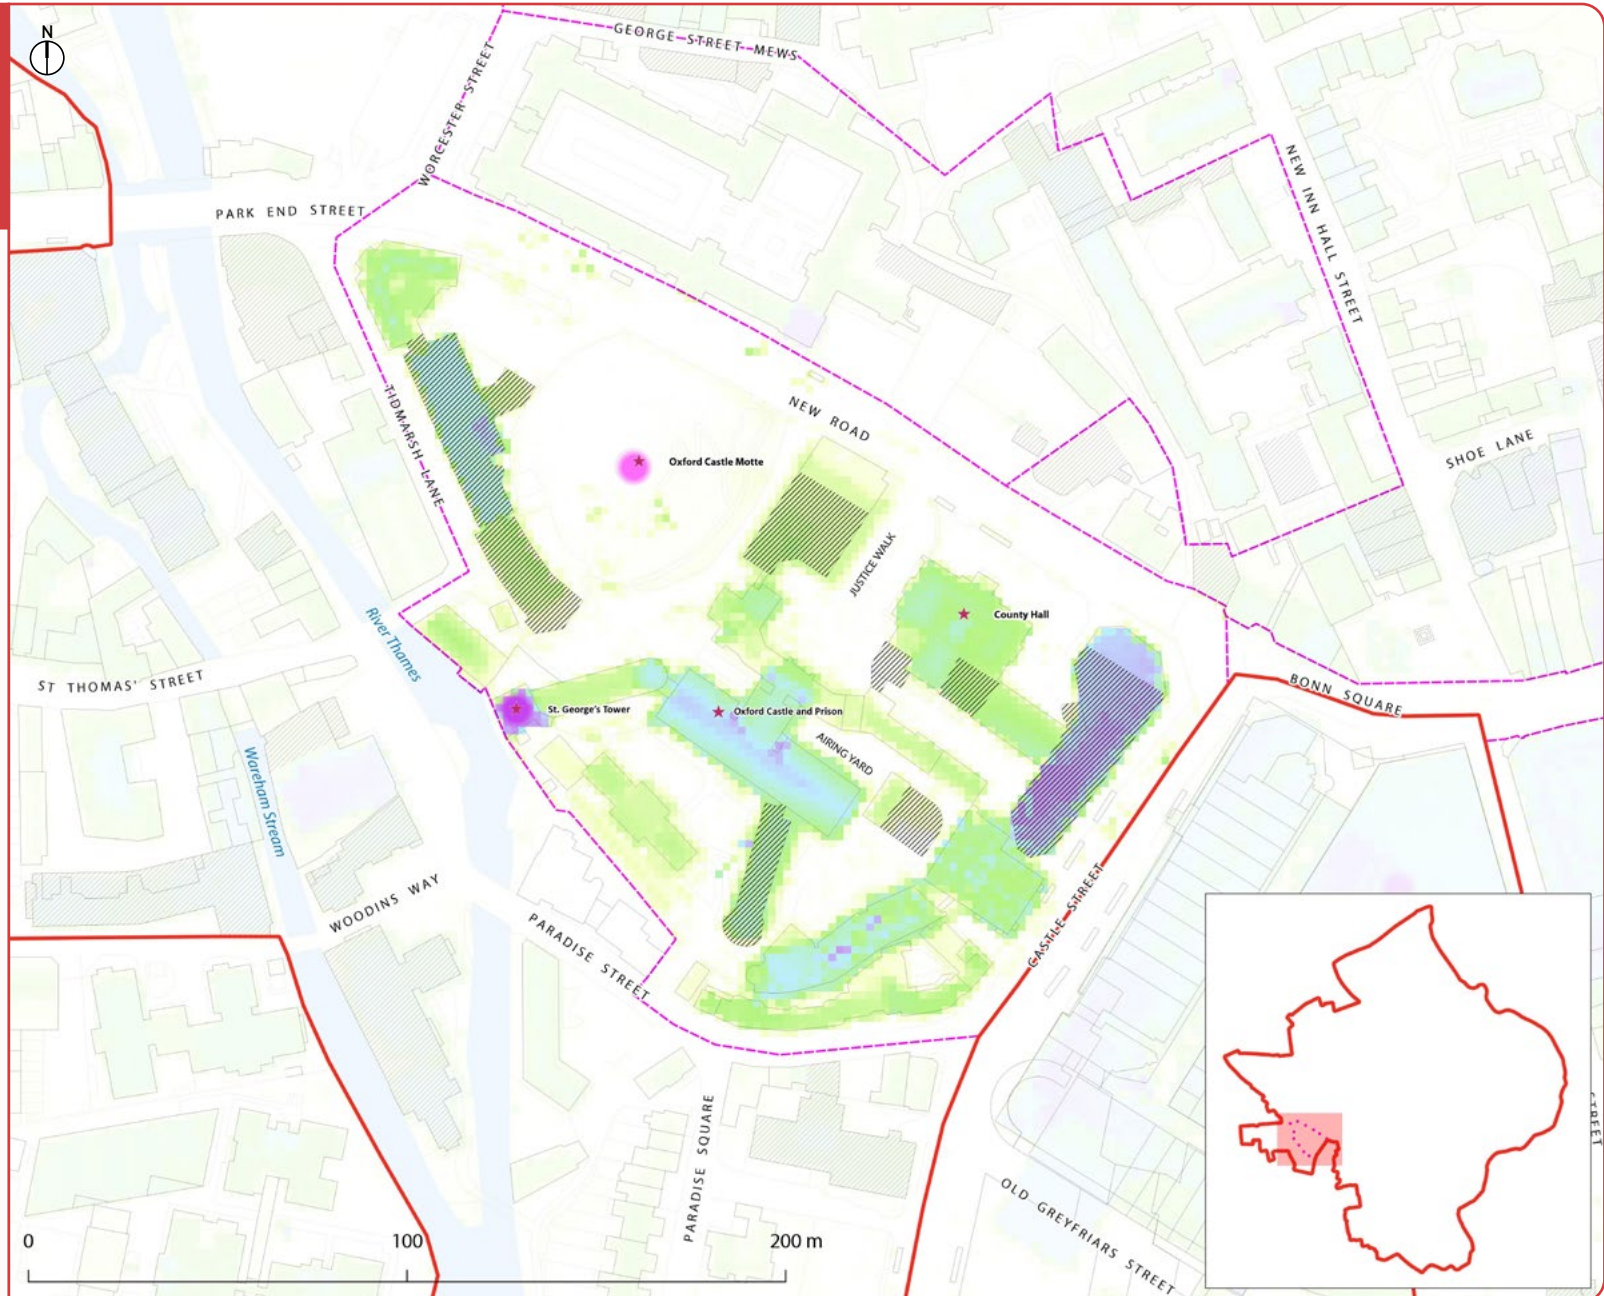 N
GEORGE STREET MEWS
WORCESTER STREET
NEW INN HALL STREET
PARK END STREET
TIDMARSH LANE
NEW ROAD
SHOE LANE
Oxford Castle Motte
JUSTICE WALK
County Hall
River Thames
ST THOMAS' STREET
BONN SQUARE
St. George's Tower
Oxford Castle and Prison
AIRING YARD
Wareham Stream
WOODINS WAY
PARADISE STREET
CASTLE STREET
PARADISE SQUARE
OLD GREYFRIARS STREET
STREET
0 100 200 m